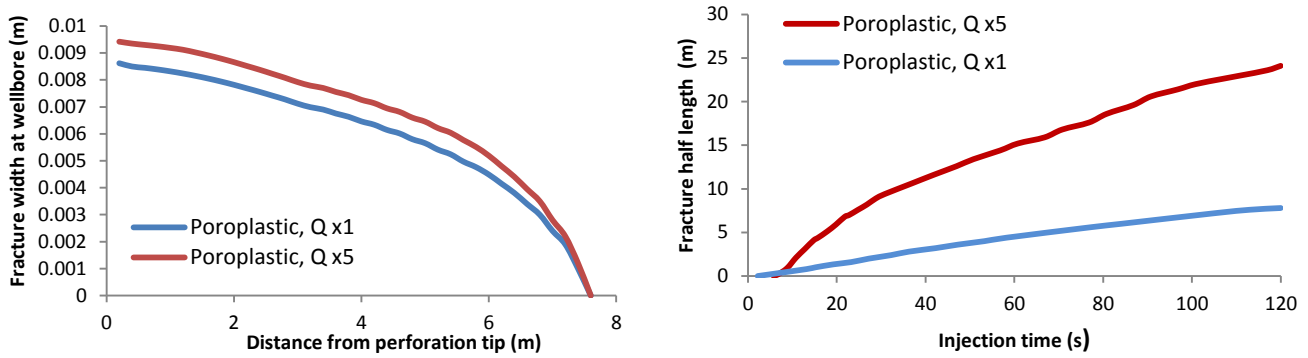 Fracture width at wellbore (m)
0.01
0.009
0.008
0.007
0.006
0.005
0.004
0.003
0.002
0.001
0
Poroplastic, Q x1
Poroplastic, Q x5
0 2 4 6 8
Distance from perforation tip (m)
Fracture half length (m)
30
25
20
15
10
5
0
Poroplastic, Q x5
Poroplastic, Q x1
0 20 40 60 80 100 120
Injection time (s)